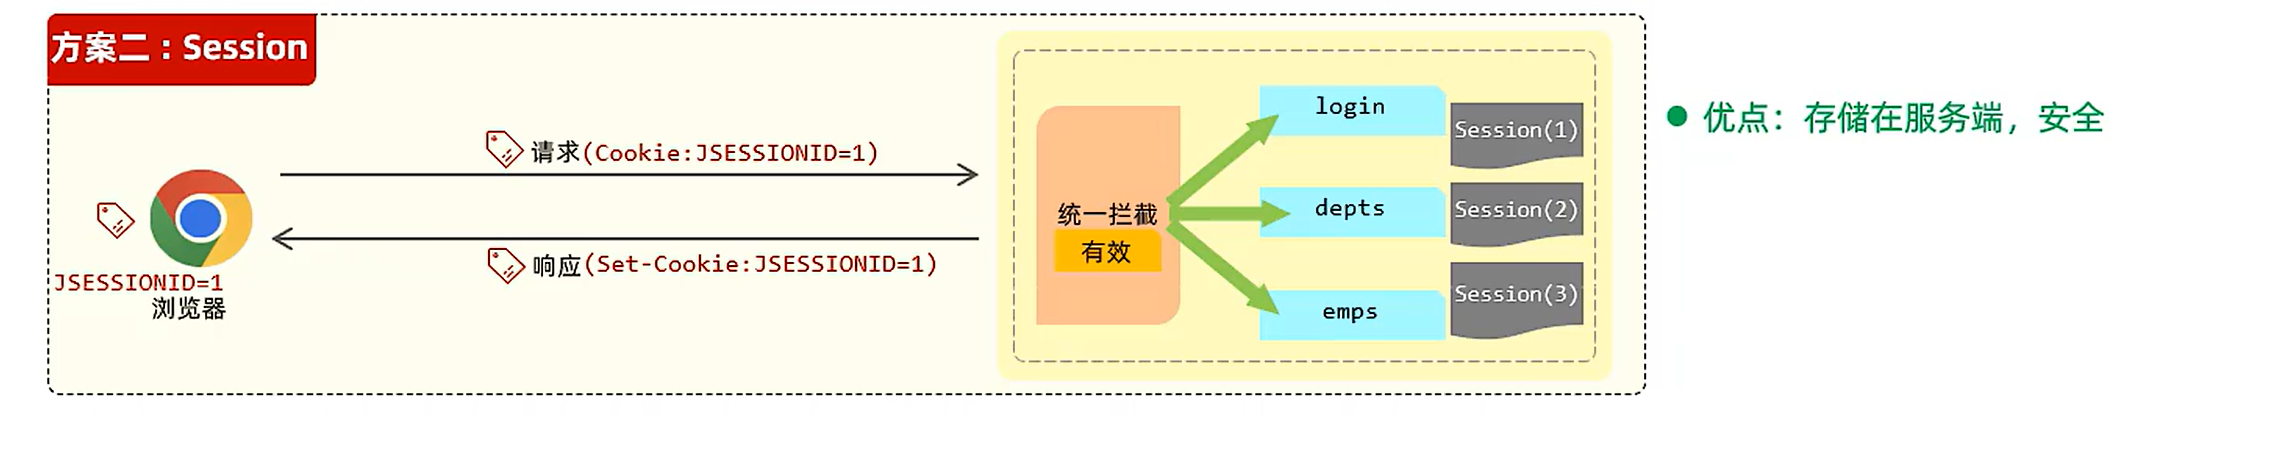 方案二：Session
请求(Cookie:JSESSIONID=1)
响应(Set-Cookie:JSESSIONID=1)
JSESSIONID=1
浏览器
统一拦截
有效
login
depts
emps
Session(1)
Session(2)
Session(3)
优点：存储在服务端，安全